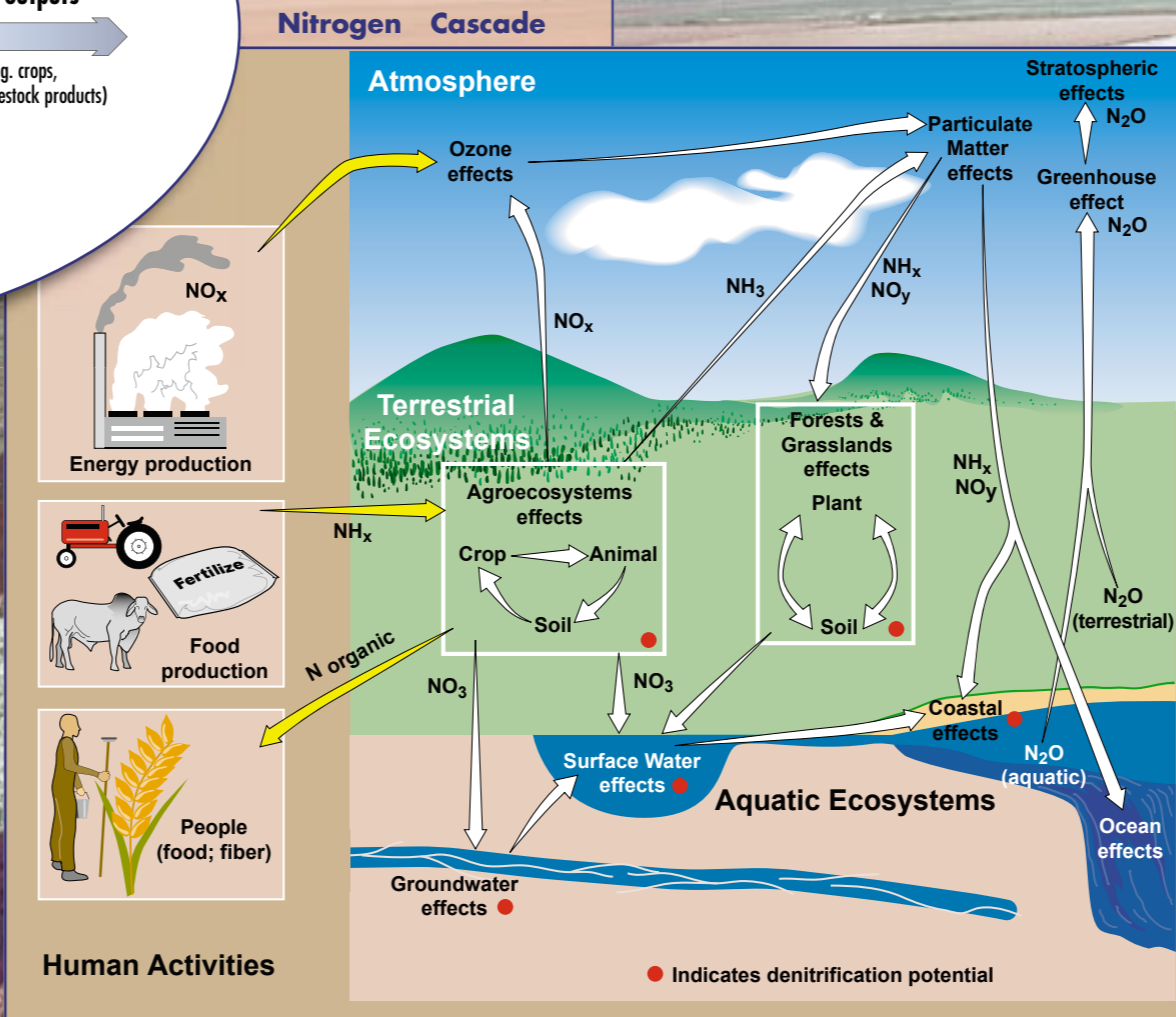 Nitrogen Cascade
g. crops,
estock products)
Atmosphere
Stratospheric
effects
N2O
Ozone
effects
Particulate
Matter
effects
Greenhouse
effect
N2O
NOx
Energy production
NOx
NH3
NHx
NOy
Terrestrial
Ecosystems
Forests &
Grasslands
effects
Plant
Soil
NHx
NOy
NHx
Agroecosystems
effects
Crop
Animal
Soil
Fertilize
Food
production
N organic
N2O
(terrestrial)
NO3
NO3
Coastal
effects
N2O
(aquatic)
Surface Water
effects
Aquatic Ecosystems
Ocean
effects
People
(food; fiber)
Groundwater
effects
Human Activities
Indicates denitrification potential